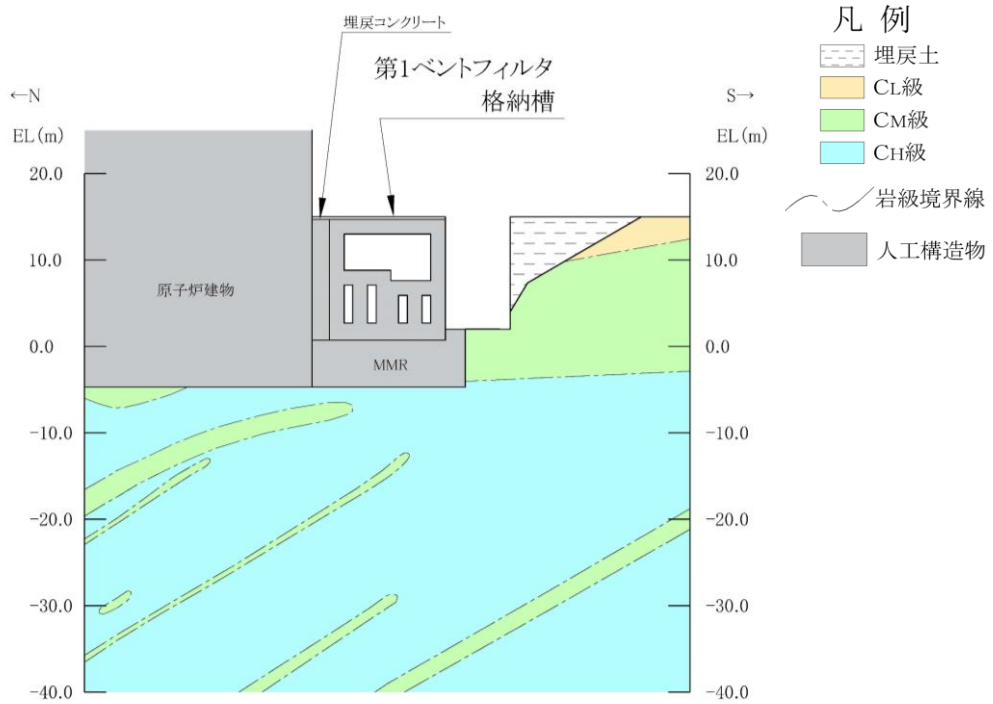 埋戻コンクリート
第1ベントフィルタ
格納槽
←N
EL(m)
20.0
10.0
0.0
-10.0
-20.0
-30.0
-40.0
原子炉建物
MMR
S→
EL(m)
20.0
10.0
0.0
-10.0
-20.0
-30.0
-40.0
凡 例
埋戻土
CL級
CM級
CH級
岩級境界線
人工構造物